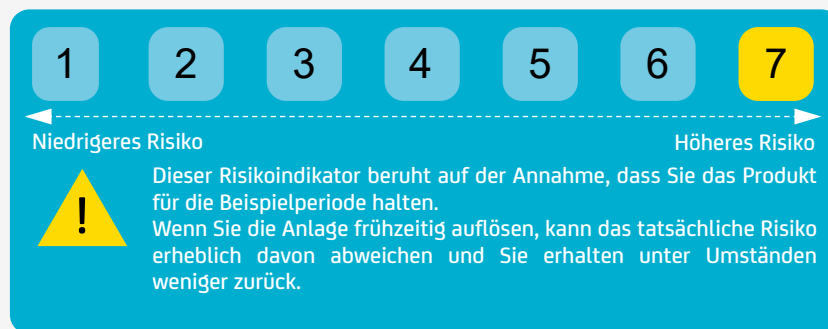 1 2 3 4 5 6 7
Niedrigeres Risiko Höheres Risiko
!
Dieser Risikoindikator beruht auf der Annahme, dass Sie das Produkt
für die Beispielperiode halten.
Wenn Sie die Anlage frühzeitig auflösen, kann das tatsächliche Risiko
erheblich davon abweichen und Sie erhalten unter Umständen
weniger zurück.